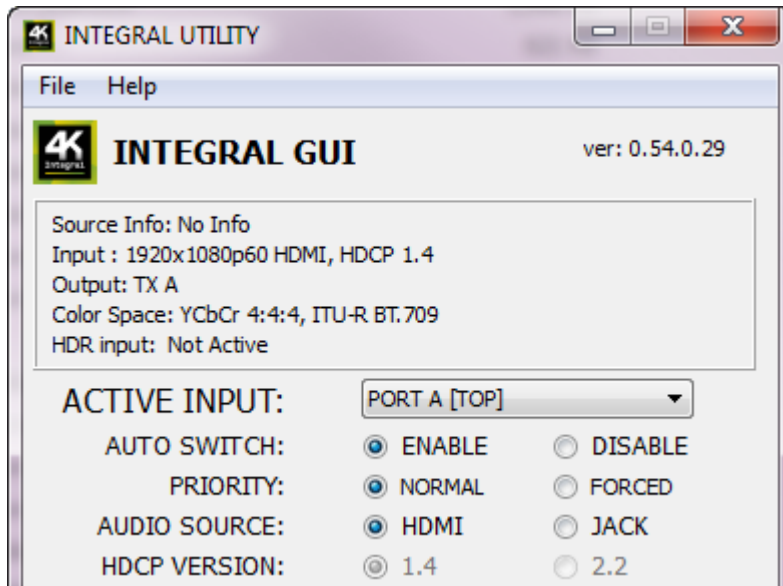 4K INTEGRAL UTILITY
File Help
4K Integral INTEGRAL GUI ver: 0.54.0.29
Source Info: No Info
Input : 1920x1080p60 HDMI, HDCP 1.4
Output: TX A
Color Space: YCbCr 4:4:4, ITU-R BT.709
HDR input: Not Active
ACTIVE INPUT: PORT A [TOP]
AUTO SWITCH: ENABLE DISABLE
PRIORITY: NORMAL FORCED
AUDIO SOURCE: HDMI JACK
HDCP VERSION: 1.4 2.2